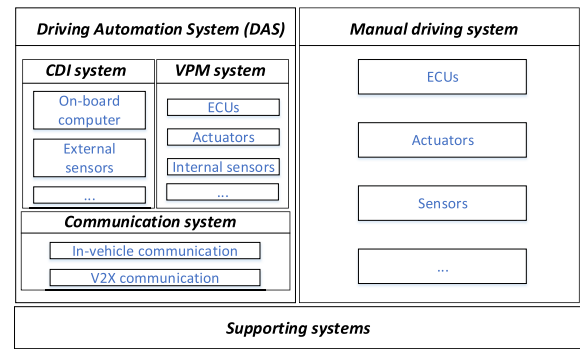 Driving Automation System (DAS)
CDI system
On-board
computer
External
sensors
...
VPM system
ECUs
Actuators
Internal sensors
...
Communication system
In-vehicle communication
V2X communication
Manual driving system
ECUs
Actuators
Sensors
...
Supporting systems